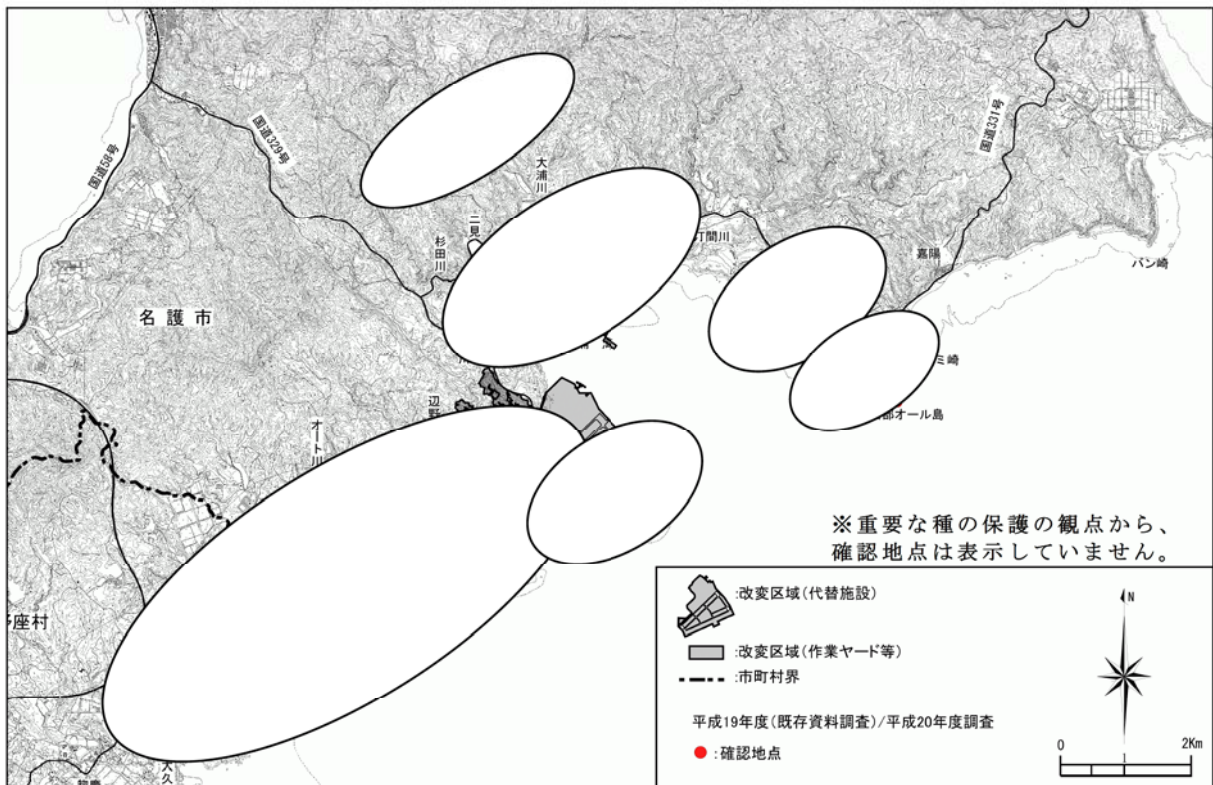 国道58号
国道329号
国道331号
大浦川
二見
杉田川
汀間川
嘉陽
バン崎
名護市
ミ崎
部オール島
辺野
オート川
※重要な種の保護の観点から、
確認地点は表示していません。
座村
大久
:改変区域(代替施設)
:改変区域(作業ヤード等)
:市町村界
平成19年度(既存資料調査)/平成20年度調査
:確認地点
N
0
2Km